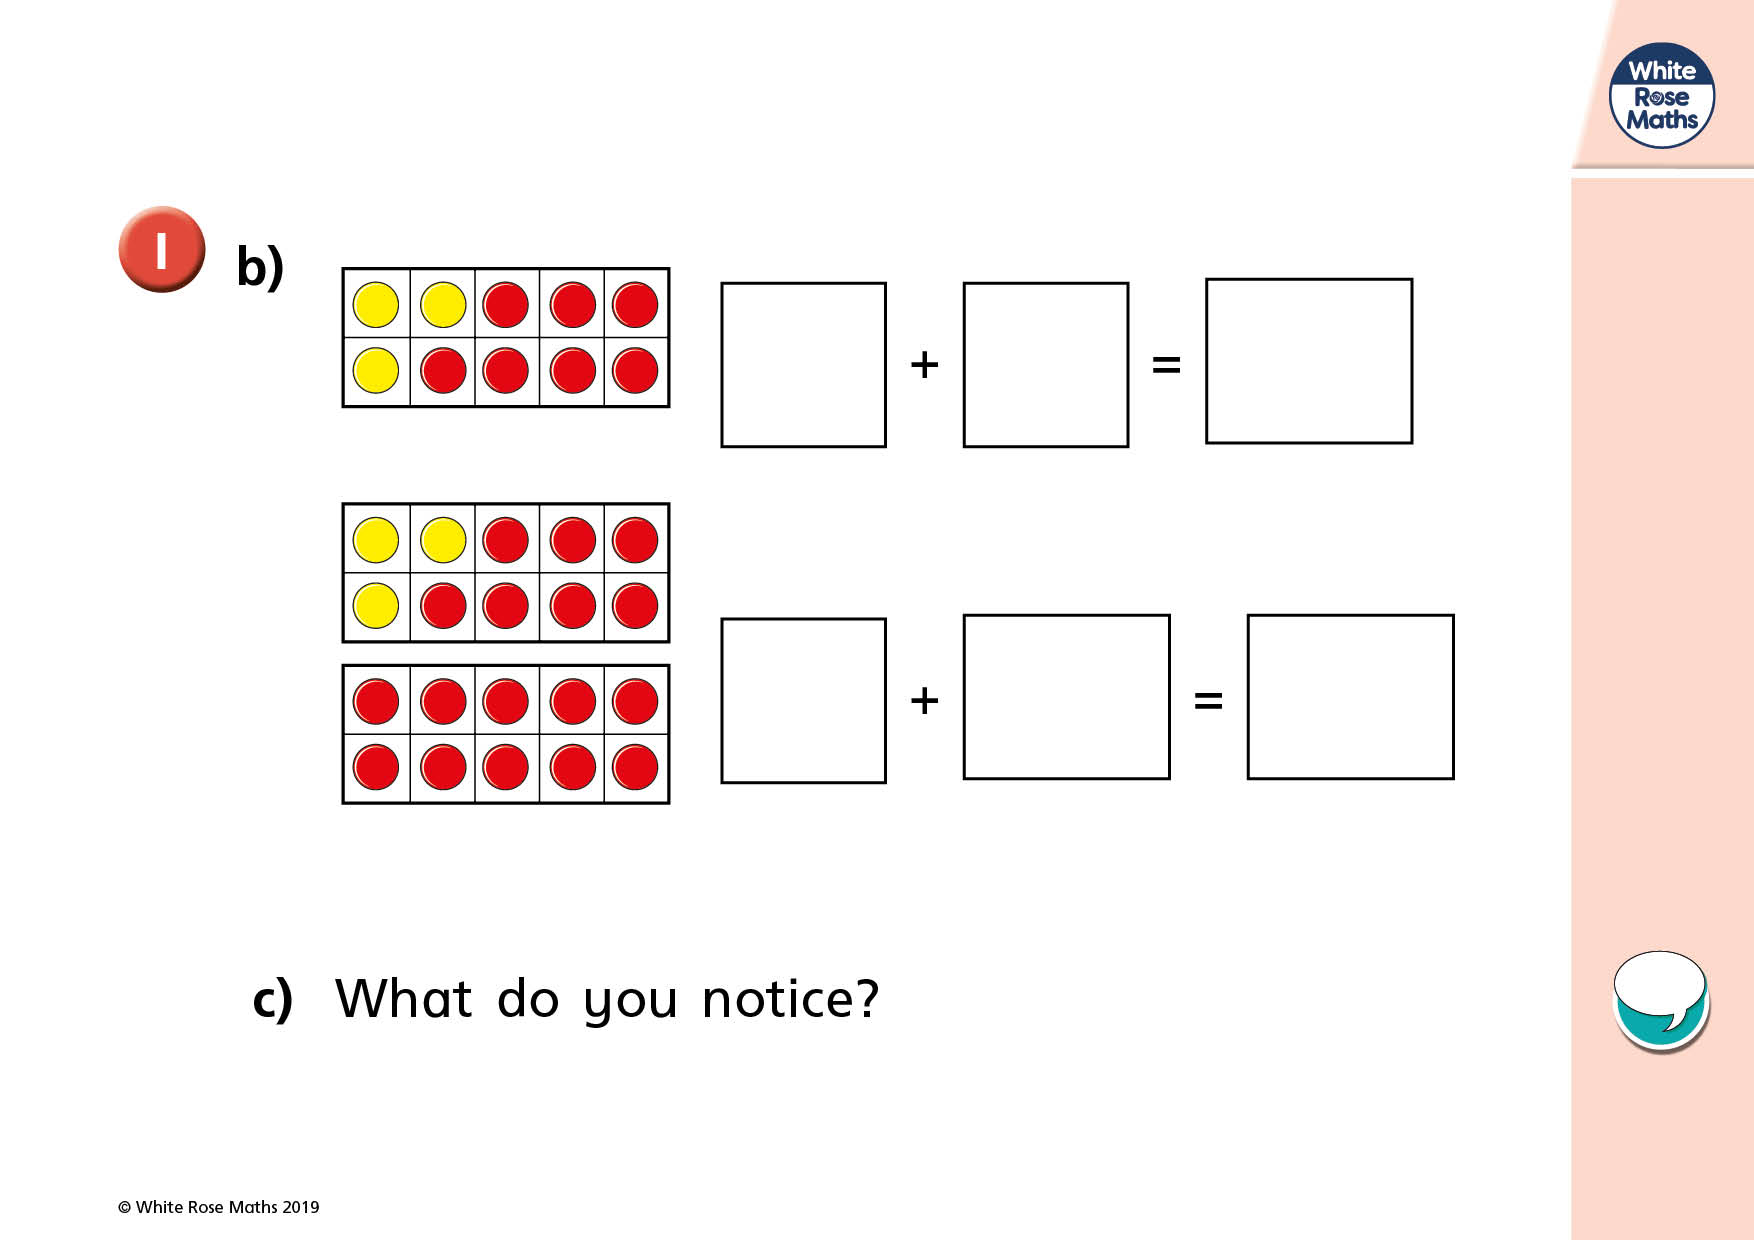 White
Rose
Maths
1 b)
+ =
+ =
c) What do you notice?
© White Rose Maths 2019